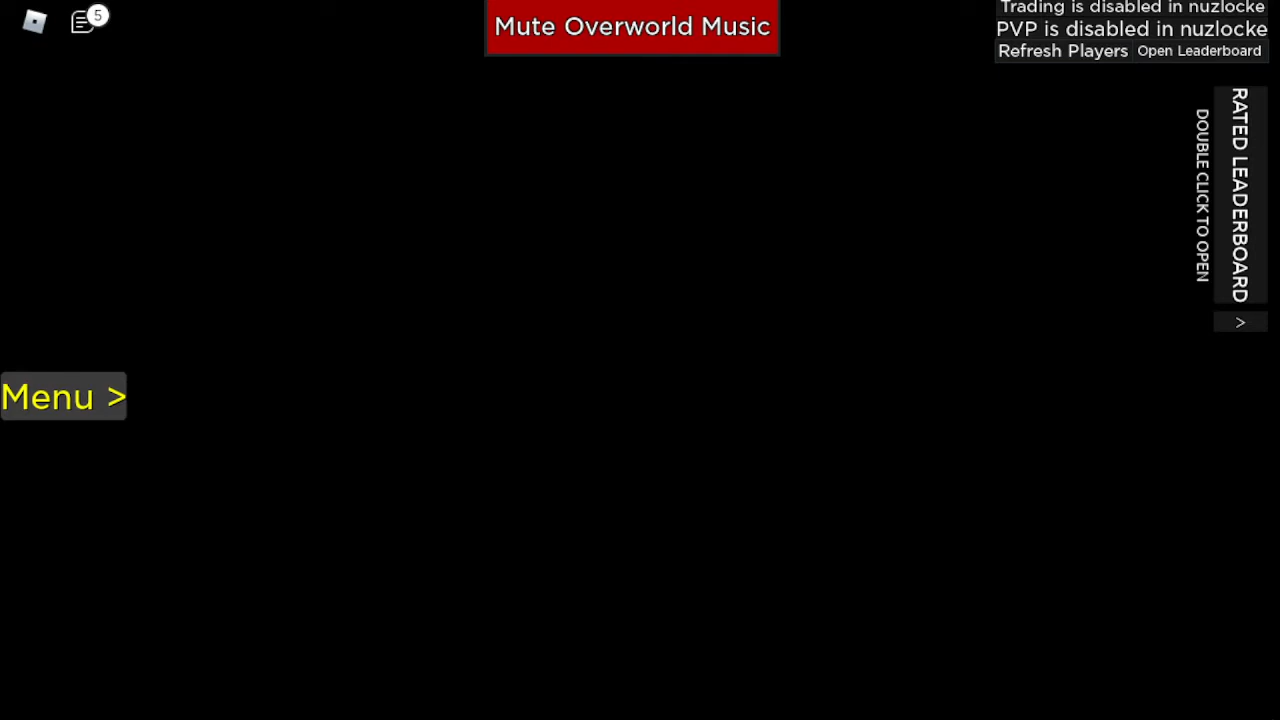 5
Mute Overworld Music
Trading is disabled in nuzlocke
PVP is disabled in nuzlocke
Refresh Players
Open Leaderboard
RATED LEADERBOARD
DOUBLE CLICK TO OPEN
>
Menu >